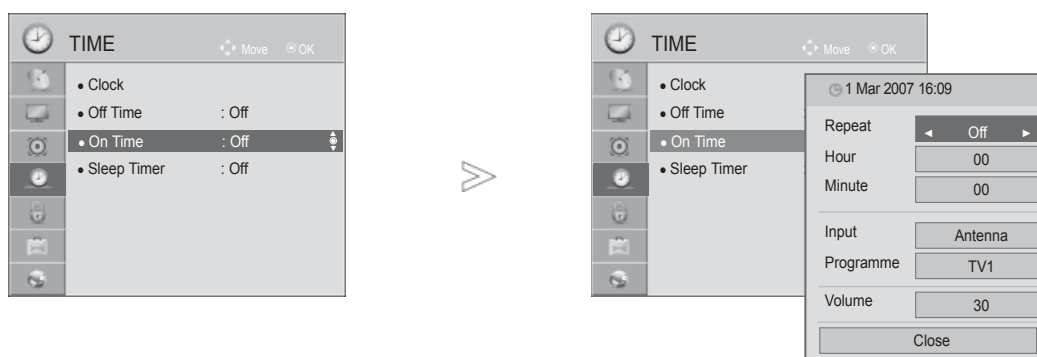 TIME
Move OK
• Clock
• Off Time : Off
• On Time : Off
• Sleep Timer : Off
TIME
Move OK
• Clock
• Off Time :
• On Time
• Sleep Timer :
1 Mar 2007 16:09
Repeat ◄ Off ►
Hour 00
Minute 00
Input Antenna
Programme TV1
Volume 30
Close